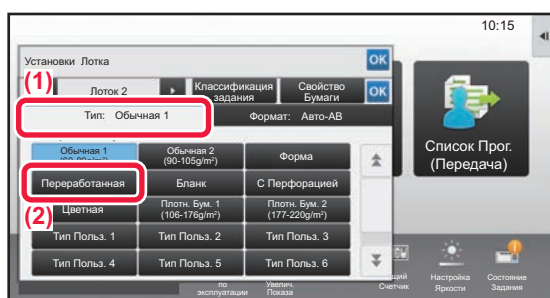 10:15
Установки Лотка
OK
(1)
Лоток 2
Классификация задания
Свойство Бумаги
OK
Тип: Обычная 1
Формат: Авто-AB
Обычная 1
(60-89g/m²)
Обычная 2
(90-105g/m²)
Форма
Переработанная
Бланк
С Перфорацией
(2)
Цветная
Плотн. Бум. 1
(106-176g/m²)
Плотн. Бум. 2
(177-220g/m²)
Тип Польз. 1
Тип Польз. 2
Тип Польз. 3
Тип Польз. 4
Тип Польз. 5
Тип Польз. 6
Список Прог.
(Передача)
по
эксплуатации
Увелич.
Показа
Счетчик
Настройка
Яркости
Состояние
Задания